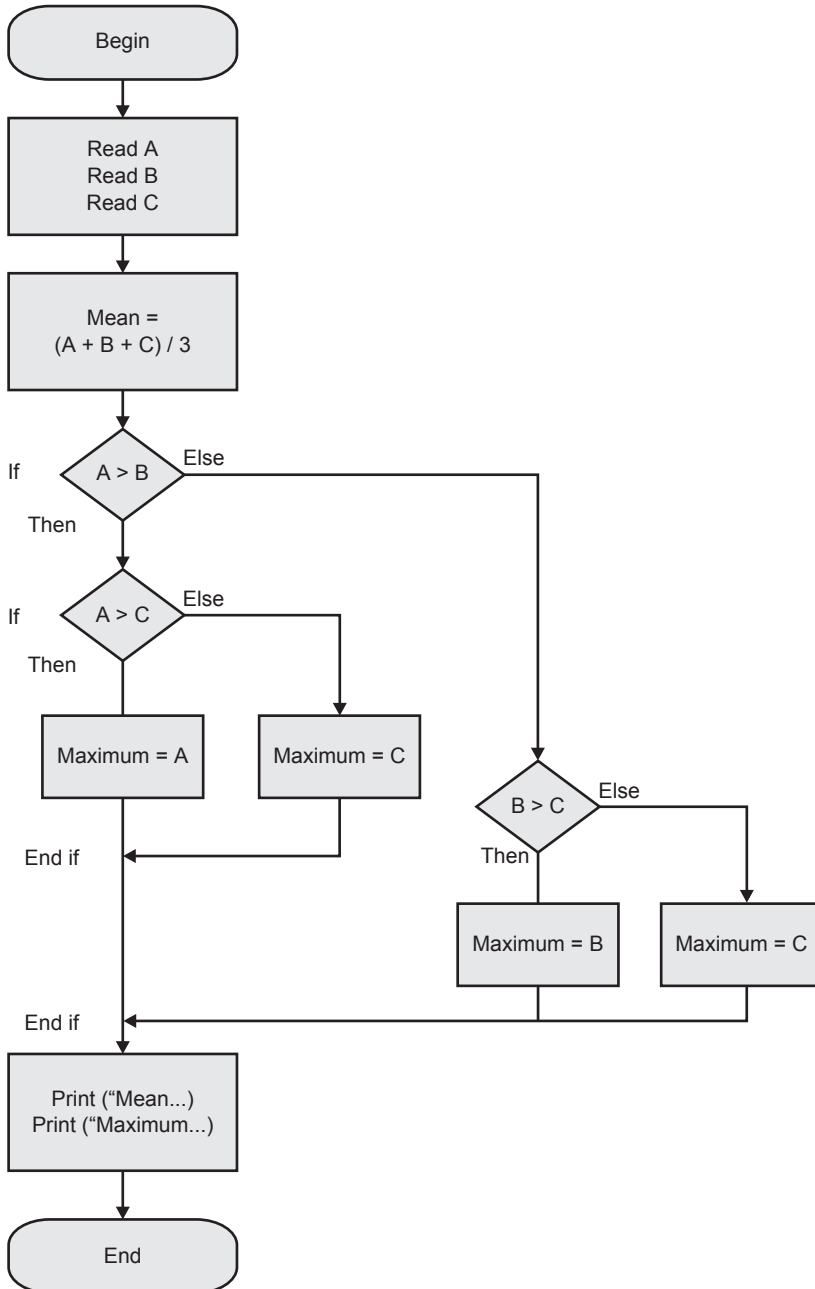 Begin
Read A
Read B
Read C
Mean =
(A + B + C) / 3
If
A > B
Else
Then
If
A > C
Else
Then
Maximum = A
Maximum = C
B > C
Else
Then
End if
Maximum = B
Maximum = C
End if
Print (“Mean...)
Print (“Maximum...)
End